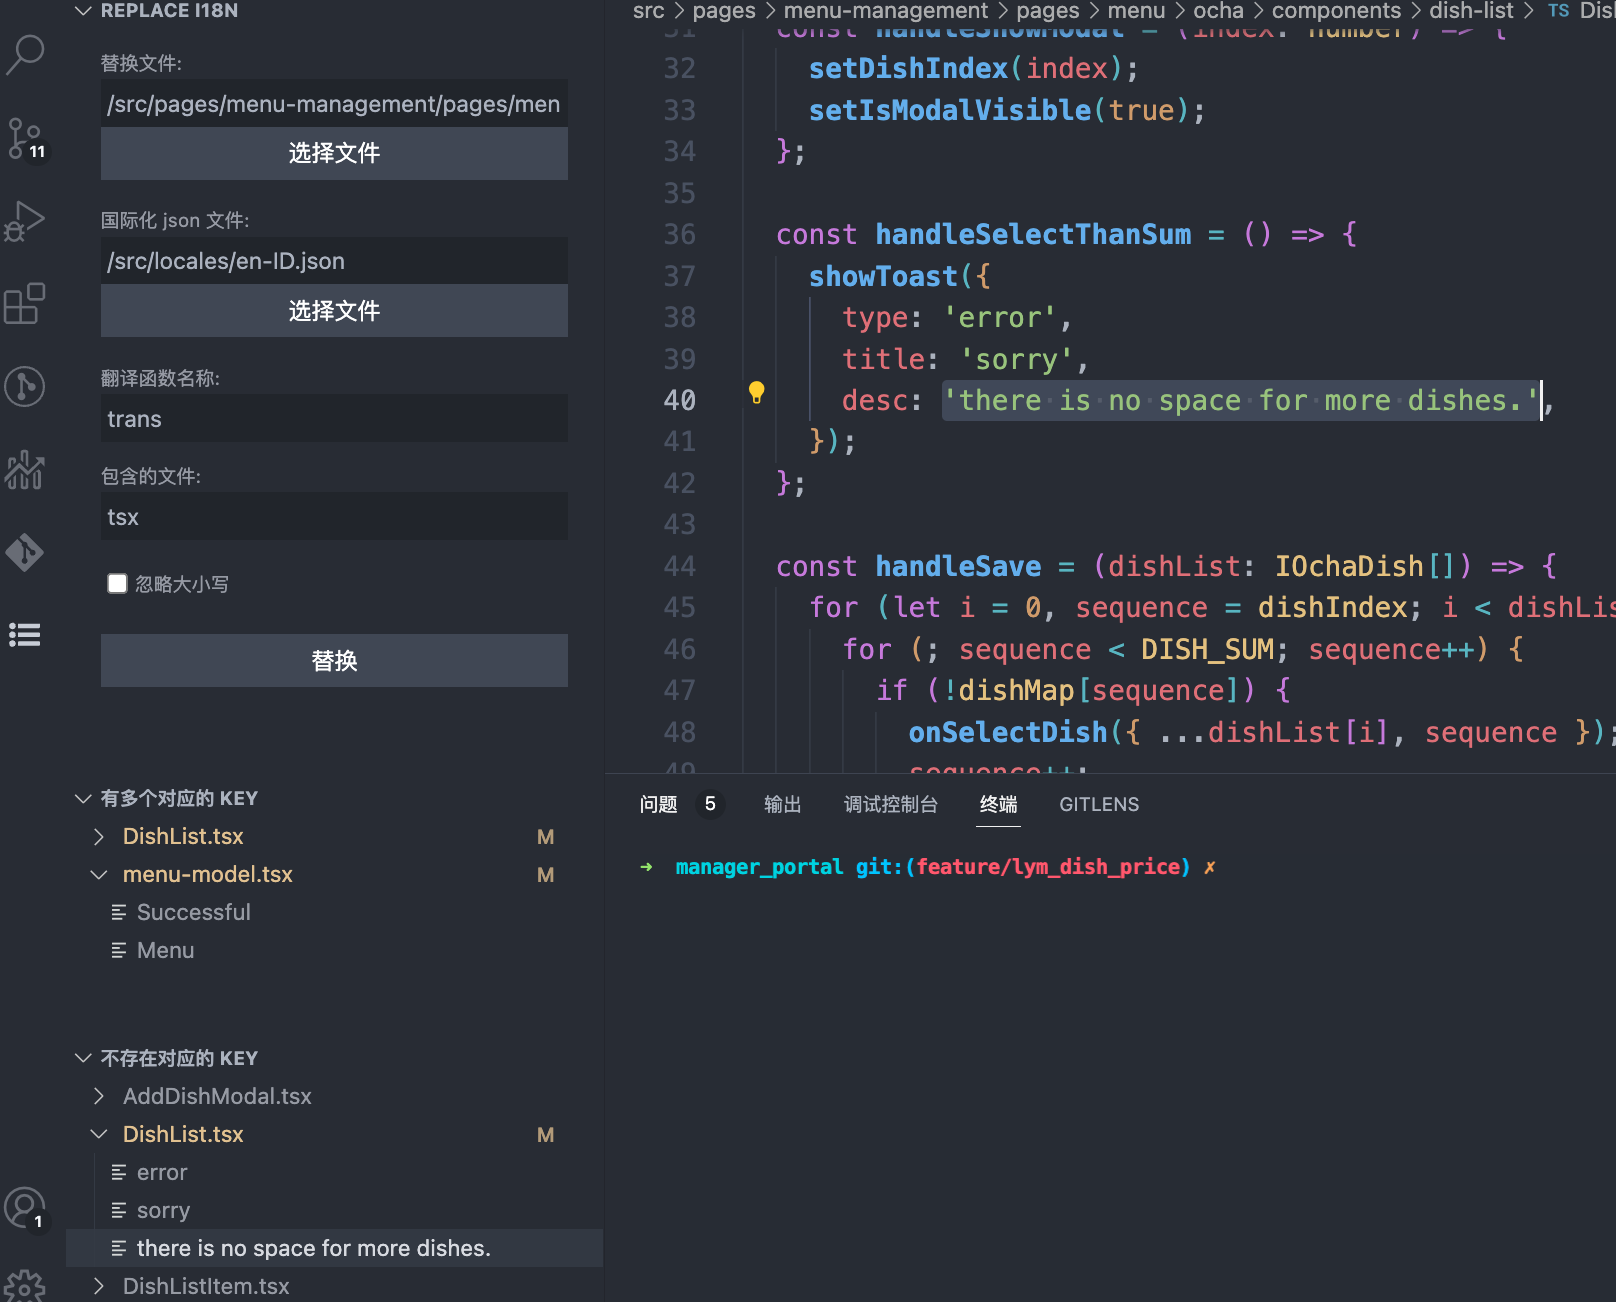 REPLACE I18N
替换文件:
/src/pages/menu-management/pages/men
选择文件
国际化 json 文件:
/src/locales/en-ID.json
选择文件
翻译函数名称:
trans
包含的文件:
tsx
忽略大小写
替换
11
有多个对应的 KEY
DishList.tsx M
menu-model.tsx M
Successful
Menu
不存在对应的 KEY
AddDishModal.tsx
DishList.tsx M
error
sorry
there is no space for more dishes.
DishListItem.tsx
1
src > pages > menu-management > pages > menu > ocha > components > dish-list > TS Dis
31 const handleShowModal = (index: number) => {
32 setDishIndex(index);
33 setIsModalVisible(true);
34 };
35
36 const handleSelectThanSum = () => {
37 showToast({
38 type: 'error',
39 title: 'sorry',
40 desc: 'there is no space for more dishes.',
41 });
42 };
43
44 const handleSave = (dishList: IOchaDish[]) => {
45 for (let i = 0, sequence = dishIndex; i < dishLis
46 for (; sequence < DISH_SUM; sequence++) {
47 if (!dishMap[sequence]) {
48 onSelectDish({ ...dishList[i], sequence });
49 sequence++;
问题 5 输出 调试控制台 终端 GITLENS
➜ manager_portal git:(feature/lym_dish_price) ✗